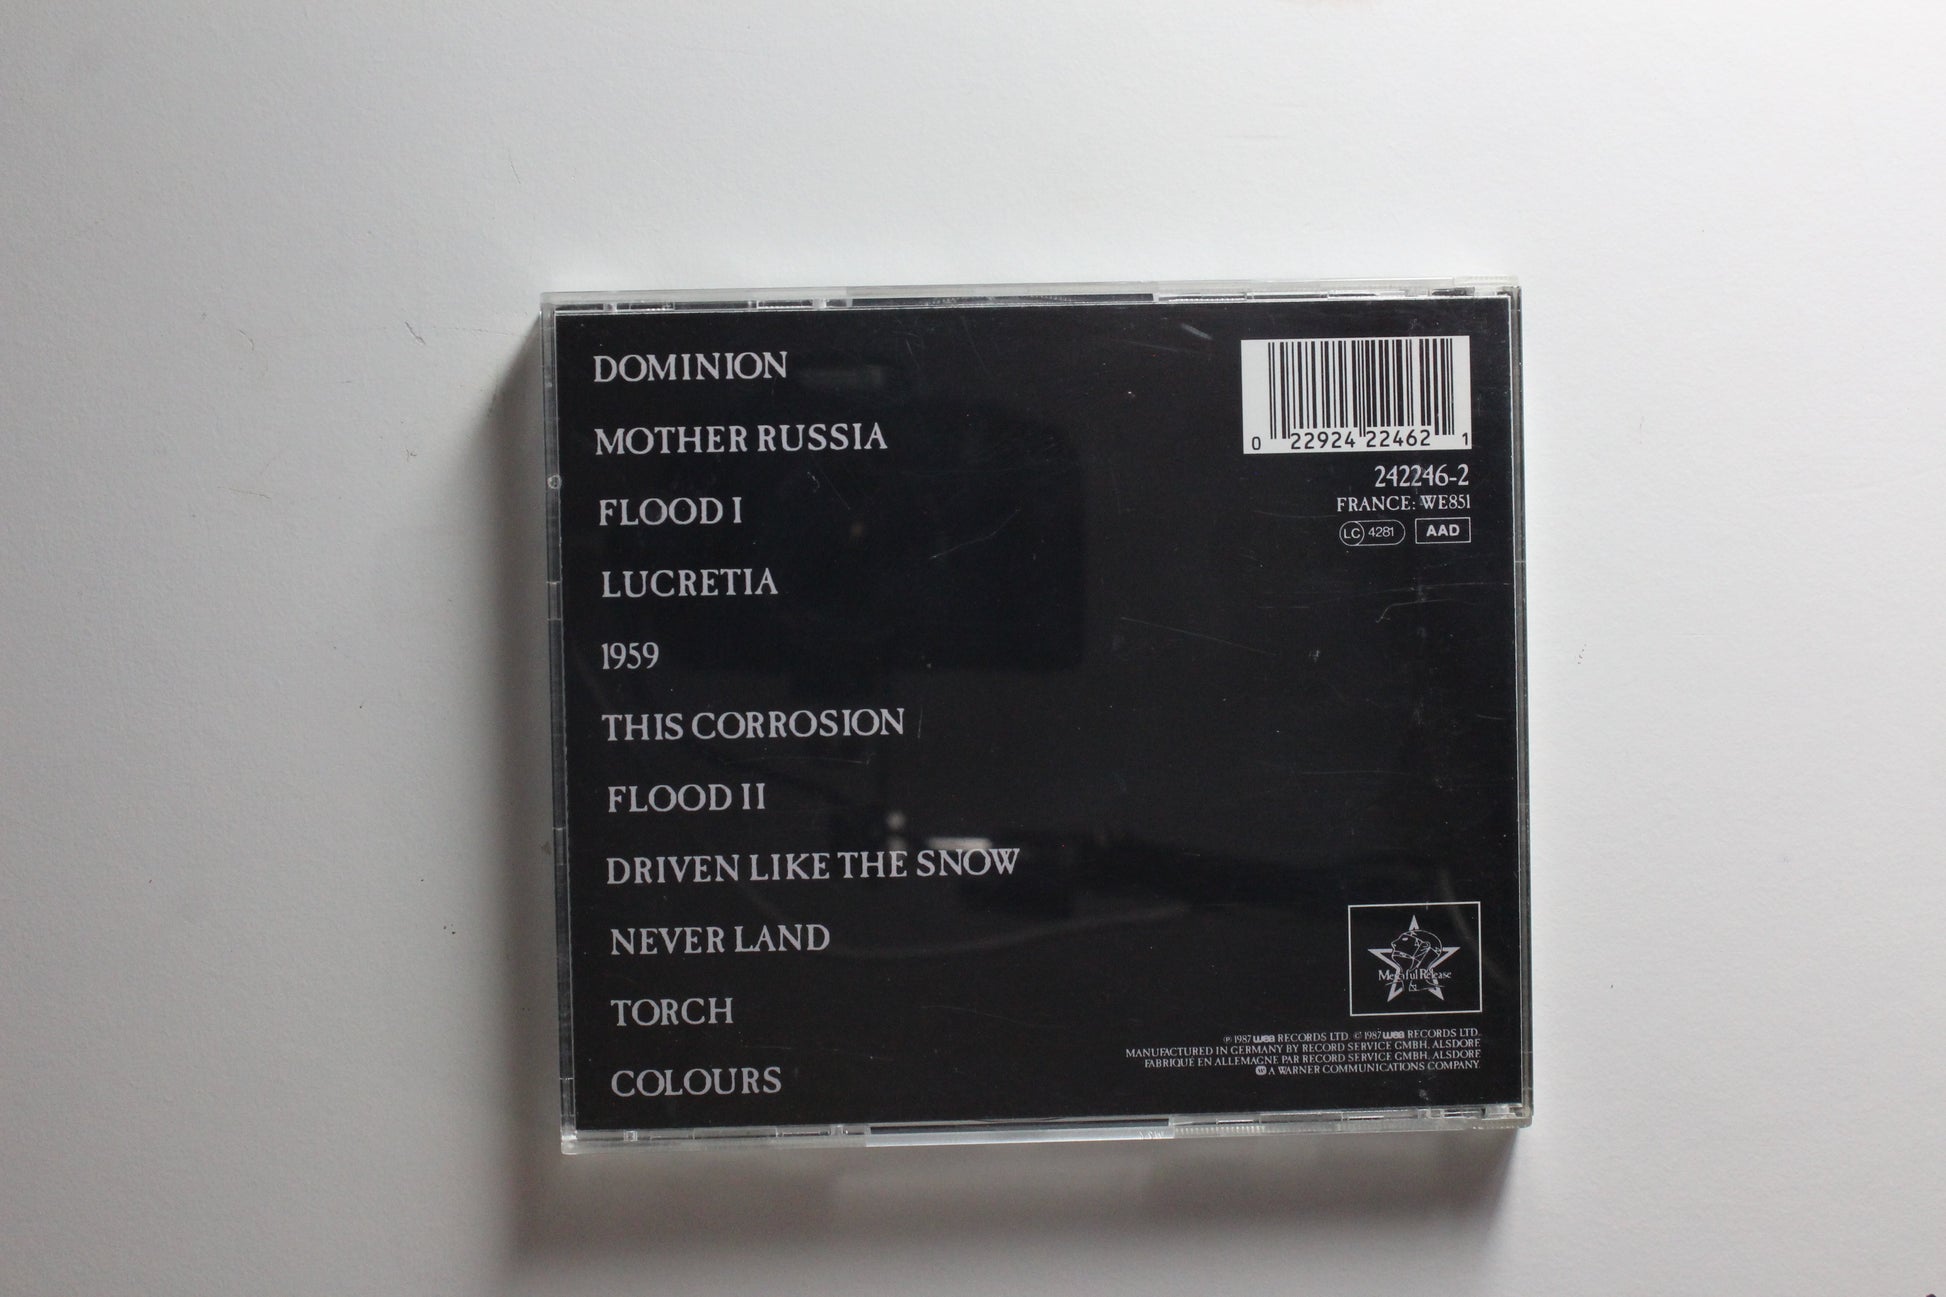 DOMINION
MOTHER RUSSIA
FLOOD I
LUCRETIA
1959
THIS CORROSION
FLOOD II
DRIVEN LIKE THE SNOW
NEVER LAND
TORCH
COLOURS
0 22924 22462 1
242246-2
FRANCE: WE851
LC 4281 AAD
Merciful Release
℗ 1987 wea RECORDS LTD. © 1987 wea RECORDS LTD.
MANUFACTURED IN GERMANY BY RECORD SERVICE GMBH, ALSDORF
FABRIQUÉ EN ALLEMAGNE PAR RECORD SERVICE GMBH, ALSDORF
A WARNER COMMUNICATIONS COMPANY.